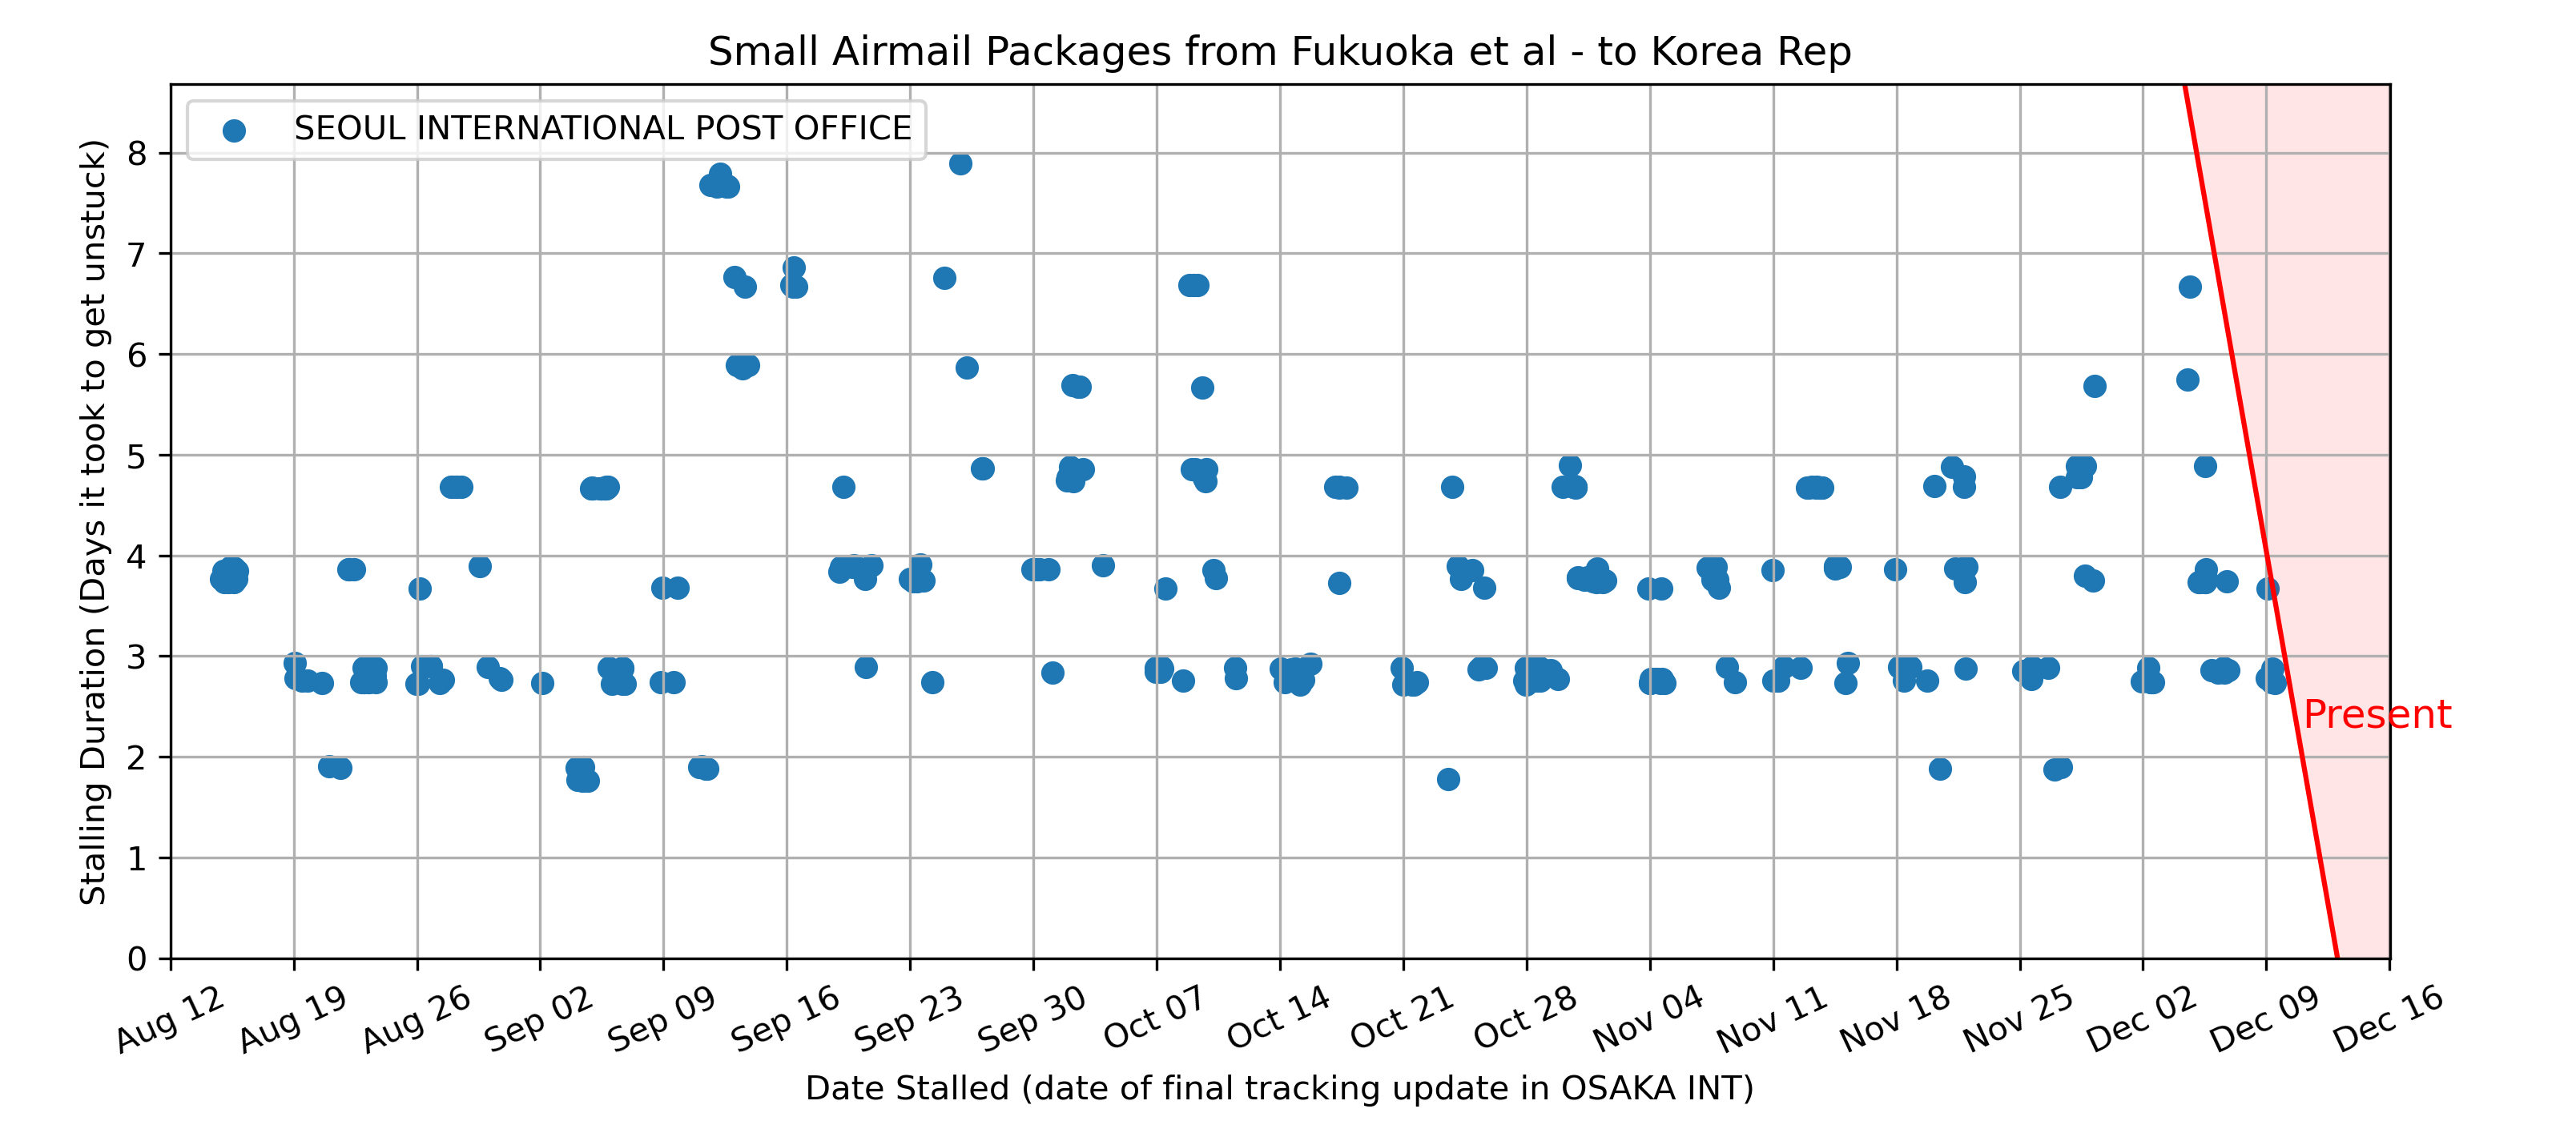 Small Airmail Packages from Fukuoka et al - to Korea Rep
SEOUL INTERNATIONAL POST OFFICE
Stalling Duration (Days it took to get unstuck)
8
7
6
5
4
3
2
1
0
Present
Aug 12
Aug 19
Aug 26
Sep 02
Sep 09
Sep 16
Sep 23
Sep 30
Oct 07
Oct 14
Oct 21
Oct 28
Nov 04
Nov 11
Nov 18
Nov 25
Dec 02
Dec 09
Dec 16
Date Stalled (date of final tracking update in OSAKA INT)